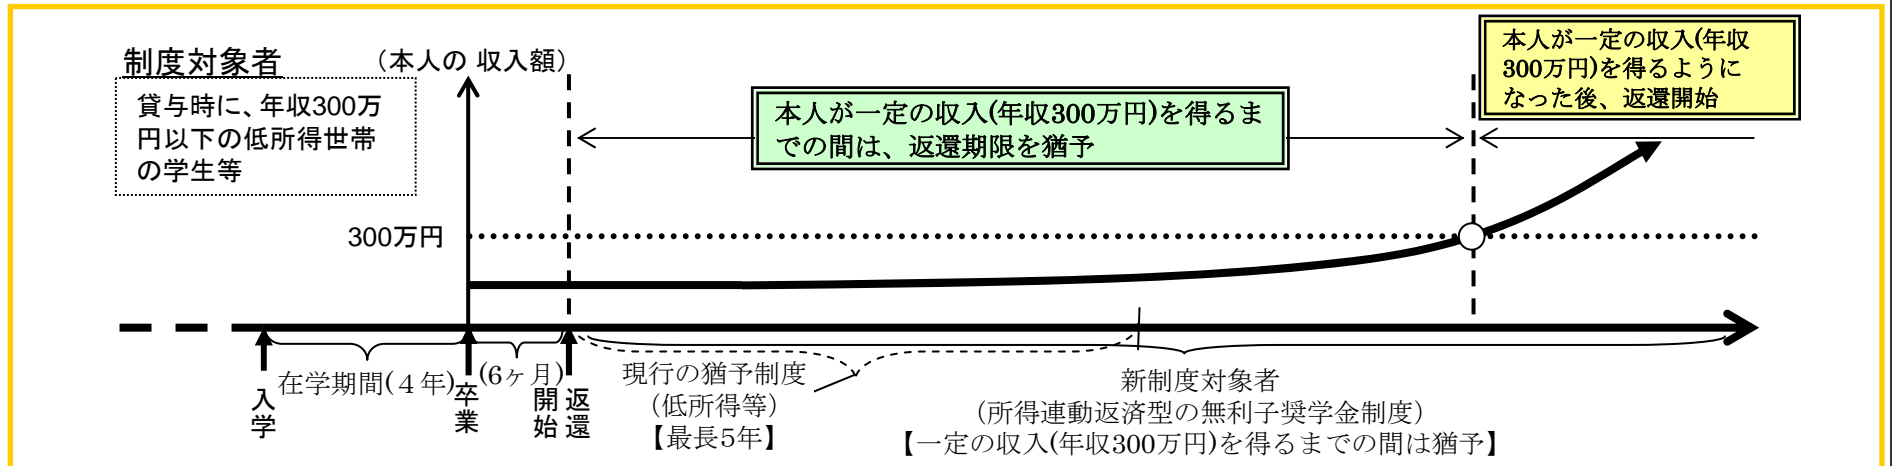 制度対象者
貸与時に、年収300万
円以下の低所得世帯
の学生等
（本人の 収入額）
本人が一定の収入(年収300万円)を得るま
での間は、返還期限を猶予
本人が一定の収入(年収
300万円)を得るように
なった後、返還開始
300万円
入学
在学期間(４年)
卒業
(6ヶ月)
返還
開始
現行の猶予制度
（低所得等）
【最長5年】
新制度対象者
（所得連動返済型の無利子奨学金制度）
【一定の収入(年収300万円)を得るまでの間は猶予】